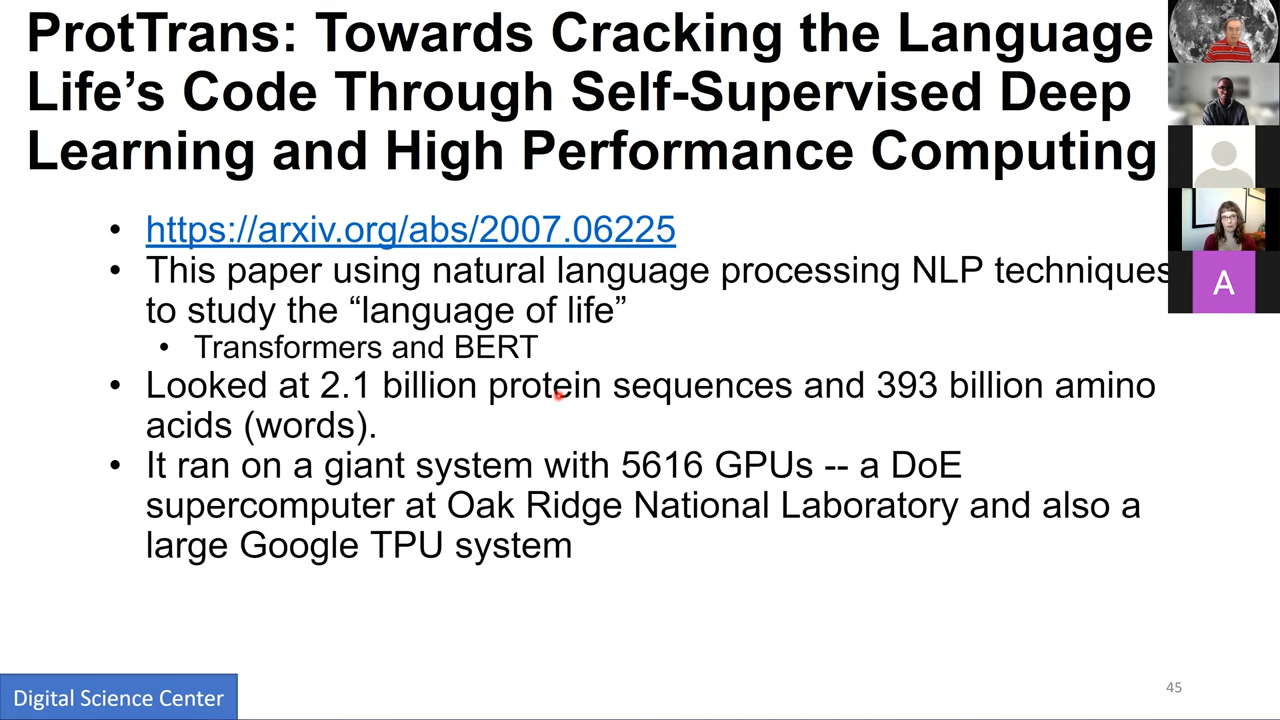 ProtTrans: Towards Cracking the Language
Life’s Code Through Self-Supervised Deep
Learning and High Performance Computing
• https://arxiv.org/abs/2007.06225
• This paper using natural language processing NLP techniques
to study the “language of life”
• Transformers and BERT
• Looked at 2.1 billion protein sequences and 393 billion amino
acids (words).
• It ran on a giant system with 5616 GPUs -- a DoE
supercomputer at Oak Ridge National Laboratory and also a
large Google TPU system
A
Digital Science Center
45